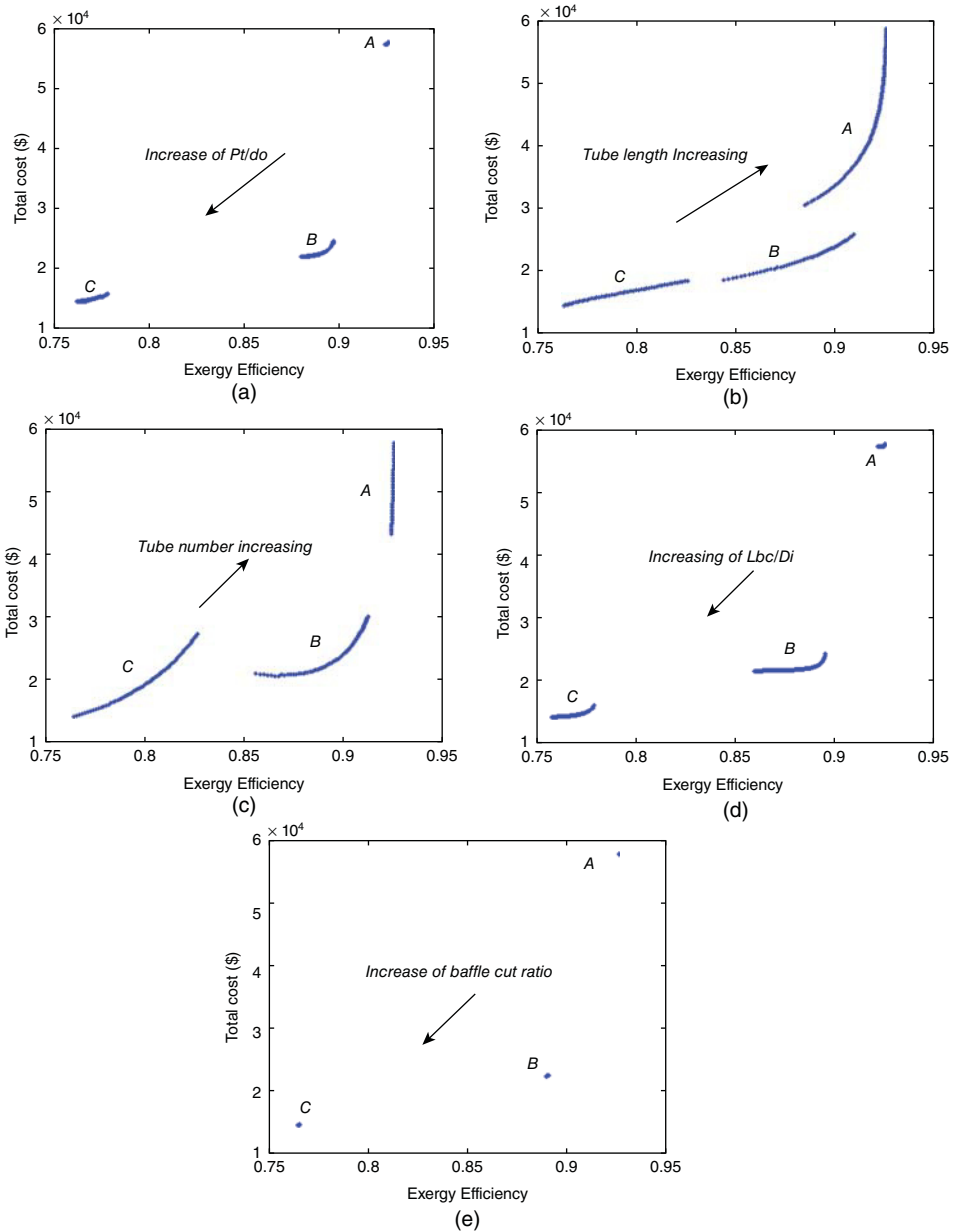 × 10⁴
6
5
4
3
2
1
0.75
0.8
0.85
0.9
0.95
Total cost ($)
Exergy Efficiency
A
Increase of Pt/do
B
C
(a)
× 10⁴
6
5
4
3
2
1
0.75
0.8
0.85
0.9
0.95
Total cost ($)
Exergy Efficiency
A
Tube length Increasing
B
C
(b)
× 10⁴
6
5
4
3
2
1
0.75
0.8
0.85
0.9
0.95
Total cost ($)
Exergy Efficiency
A
Tube number increasing
B
C
(c)
× 10⁴
6
5
4
3
2
1
0.75
0.8
0.85
0.9
0.95
Total cost ($)
Exergy Efficiency
A
Increasing of Lbc/Di
B
C
(d)
× 10⁴
6
5
4
3
2
1
0.75
0.8
0.85
0.9
0.95
Total cost ($)
Exergy Efficiency
A
Increase of baffle cut ratio
B
C
(e)